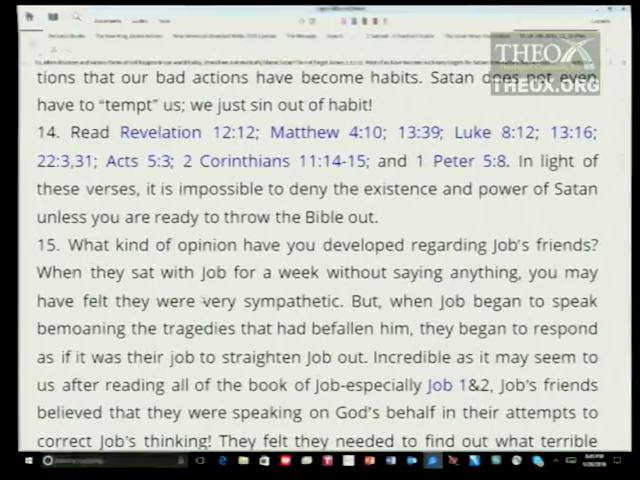 THEOX
THEOX.ORG
tions that our bad actions have become habits. Satan does not even
have to “tempt” us; we just sin out of habit!
14. Read Revelation 12:12; Matthew 4:10; 13:39; Luke 8:12; 13:16;
22:3,31; Acts 5:3; 2 Corinthians 11:14-15; and 1 Peter 5:8. In light of
these verses, it is impossible to deny the existence and power of Satan
unless you are ready to throw the Bible out.
15. What kind of opinion have you developed regarding Job’s friends?
When they sat with Job for a week without saying anything, you may
have felt they were very sympathetic. But, when Job began to speak
bemoaning the tragedies that had befallen him, they began to respond
as if it was their job to straighten Job out. Incredible as it may seem to
us after reading all of the book of Job-especially Job 1&2, Job’s friends
believed that they were speaking on God’s behalf in their attempts to
correct Job’s thinking! They felt they needed to find out what terrible